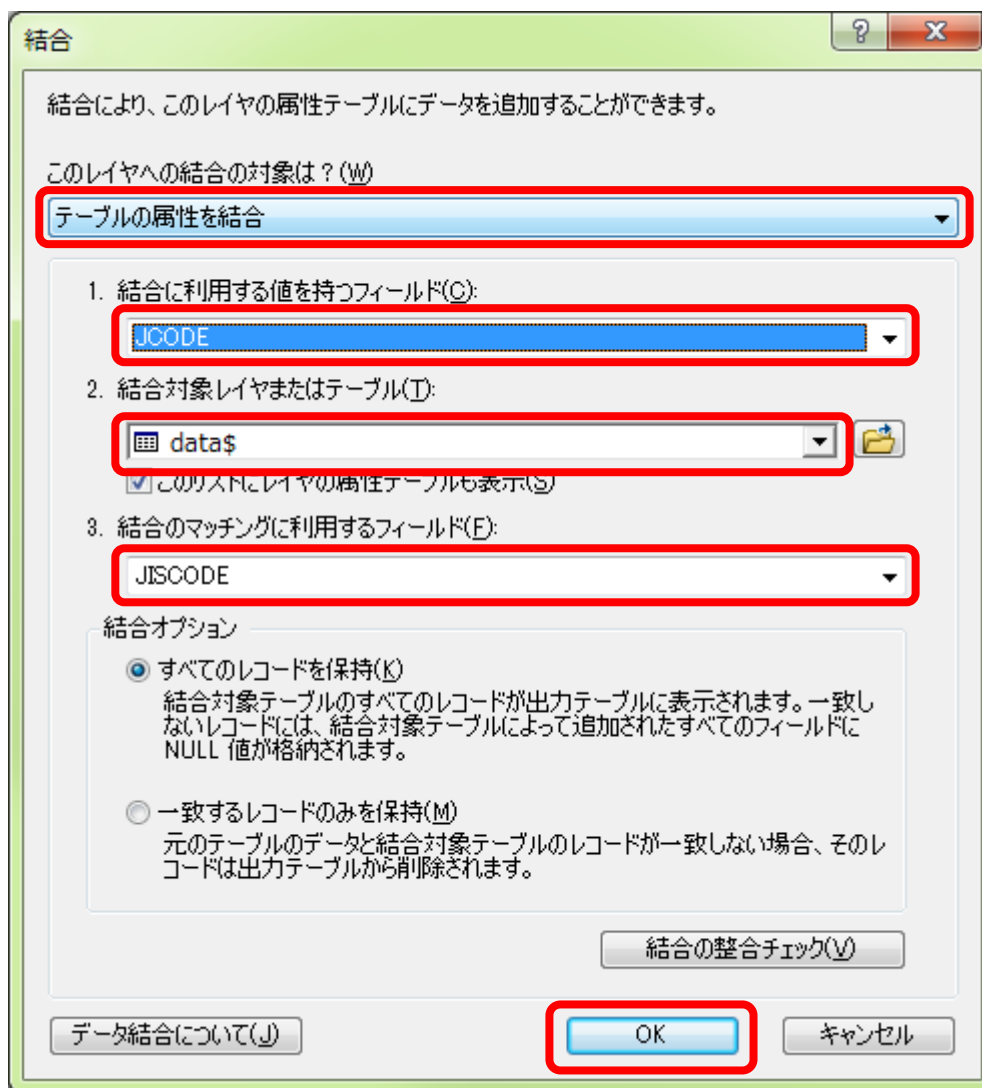 結合
結合により、このレイヤの属性テーブルにデータを追加することができます。
このレイヤへの結合の対象は？(W)
テーブルの属性を結合
1. 結合に利用する値を持つフィールド(C):
JCODE
2. 結合対象レイヤまたはテーブル(T):
data$
このリストにレイヤの属性テーブルも表示(S)
3. 結合のマッチングに利用するフィールド(F):
JISCODE
結合オプション
すべてのレコードを保持(K)
結合対象テーブルのすべてのレコードが出力テーブルに表示されます。一致し
ないレコードには、結合対象テーブルによって追加されたすべてのフィールドに
NULL 値が格納されます。
一致するレコードのみを保持(M)
元のテーブルのデータと結合対象テーブルのレコードが一致しない場合、そのレ
コードは出力テーブルから削除されます。
結合の整合チェック(V)
データ結合について(J)
OK
キャンセル